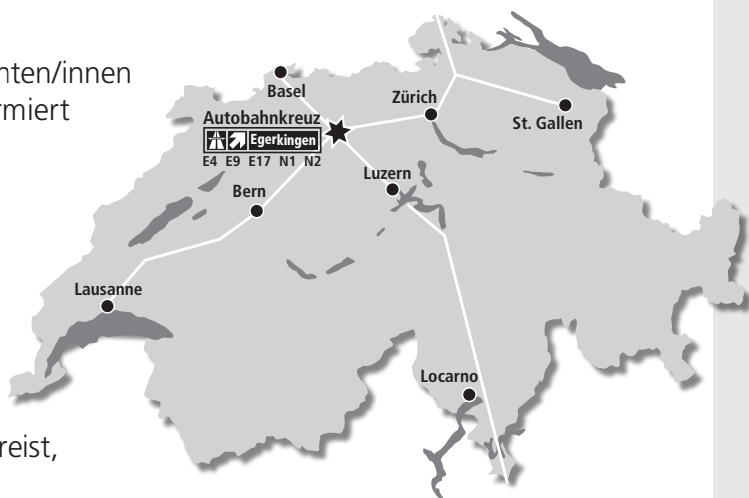 nten/innen
rmiert
Basel
Zürich
St. Gallen
Autobahnkreuz
Egerkingen
E4 E9 E17 N1 N2
Luzern
Bern
Lausanne
Locarno
reist,